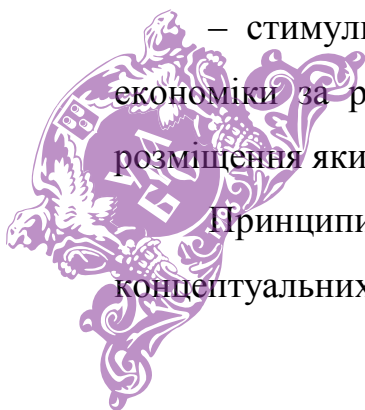 – стимул
економіки за р
розміщення яки
Принципи
концептуальних